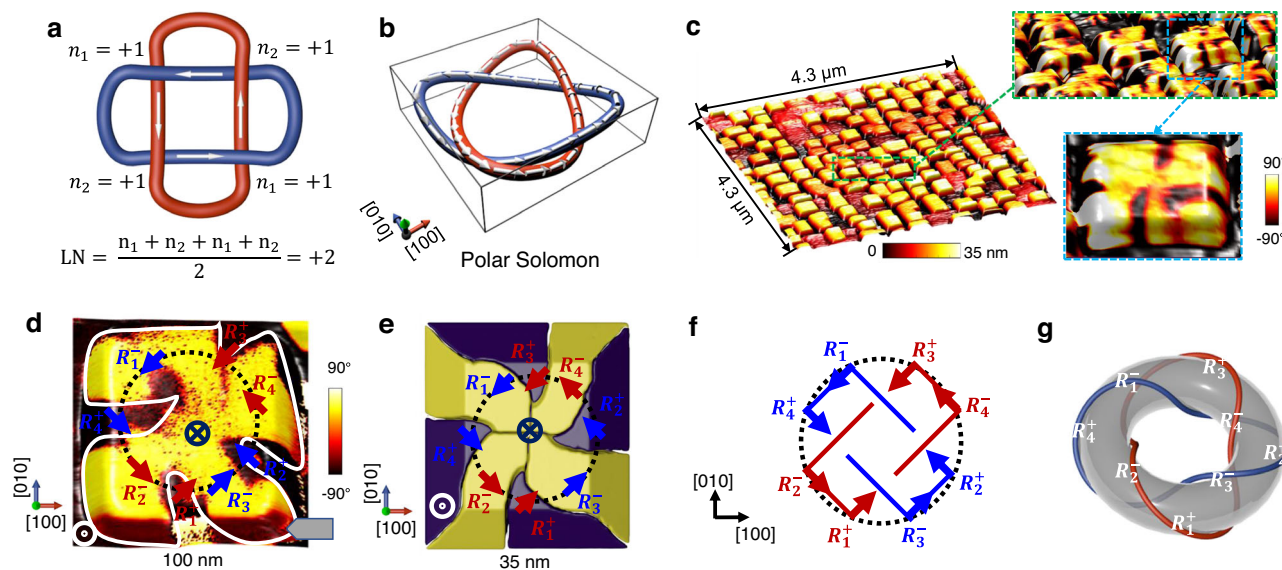 a
n₁ = +1
n₂ = +1
n₂ = +1
n₁ = +1
LN = (n₁ + n₂ + n₁ + n₂)/2 = +2
b
[010]
[100]
Polar Solomon
c
4.3 μm
4.3 μm
0
35 nm
90°
-90°
d
R₁⁻
R₃⁺
R₄⁻
R₄⁺
R₂⁺
R₂⁻
R₁⁺
R₃⁻
90°
-90°
[010]
[100]
100 nm
e
R₁⁻
R₃⁺
R₄⁻
R₂⁺
R₄⁺
R₂⁻
R₁⁺
R₃⁻
[010]
[100]
35 nm
f
R₁⁻
R₃⁺
R₄⁺
R₄⁻
R₂⁻
R₂⁺
R₁⁺
R₃⁻
[010]
[100]
g
R₁⁻
R₃⁺
R₄⁺
R₄⁻
R₂⁻
R₃⁻
R₁⁺